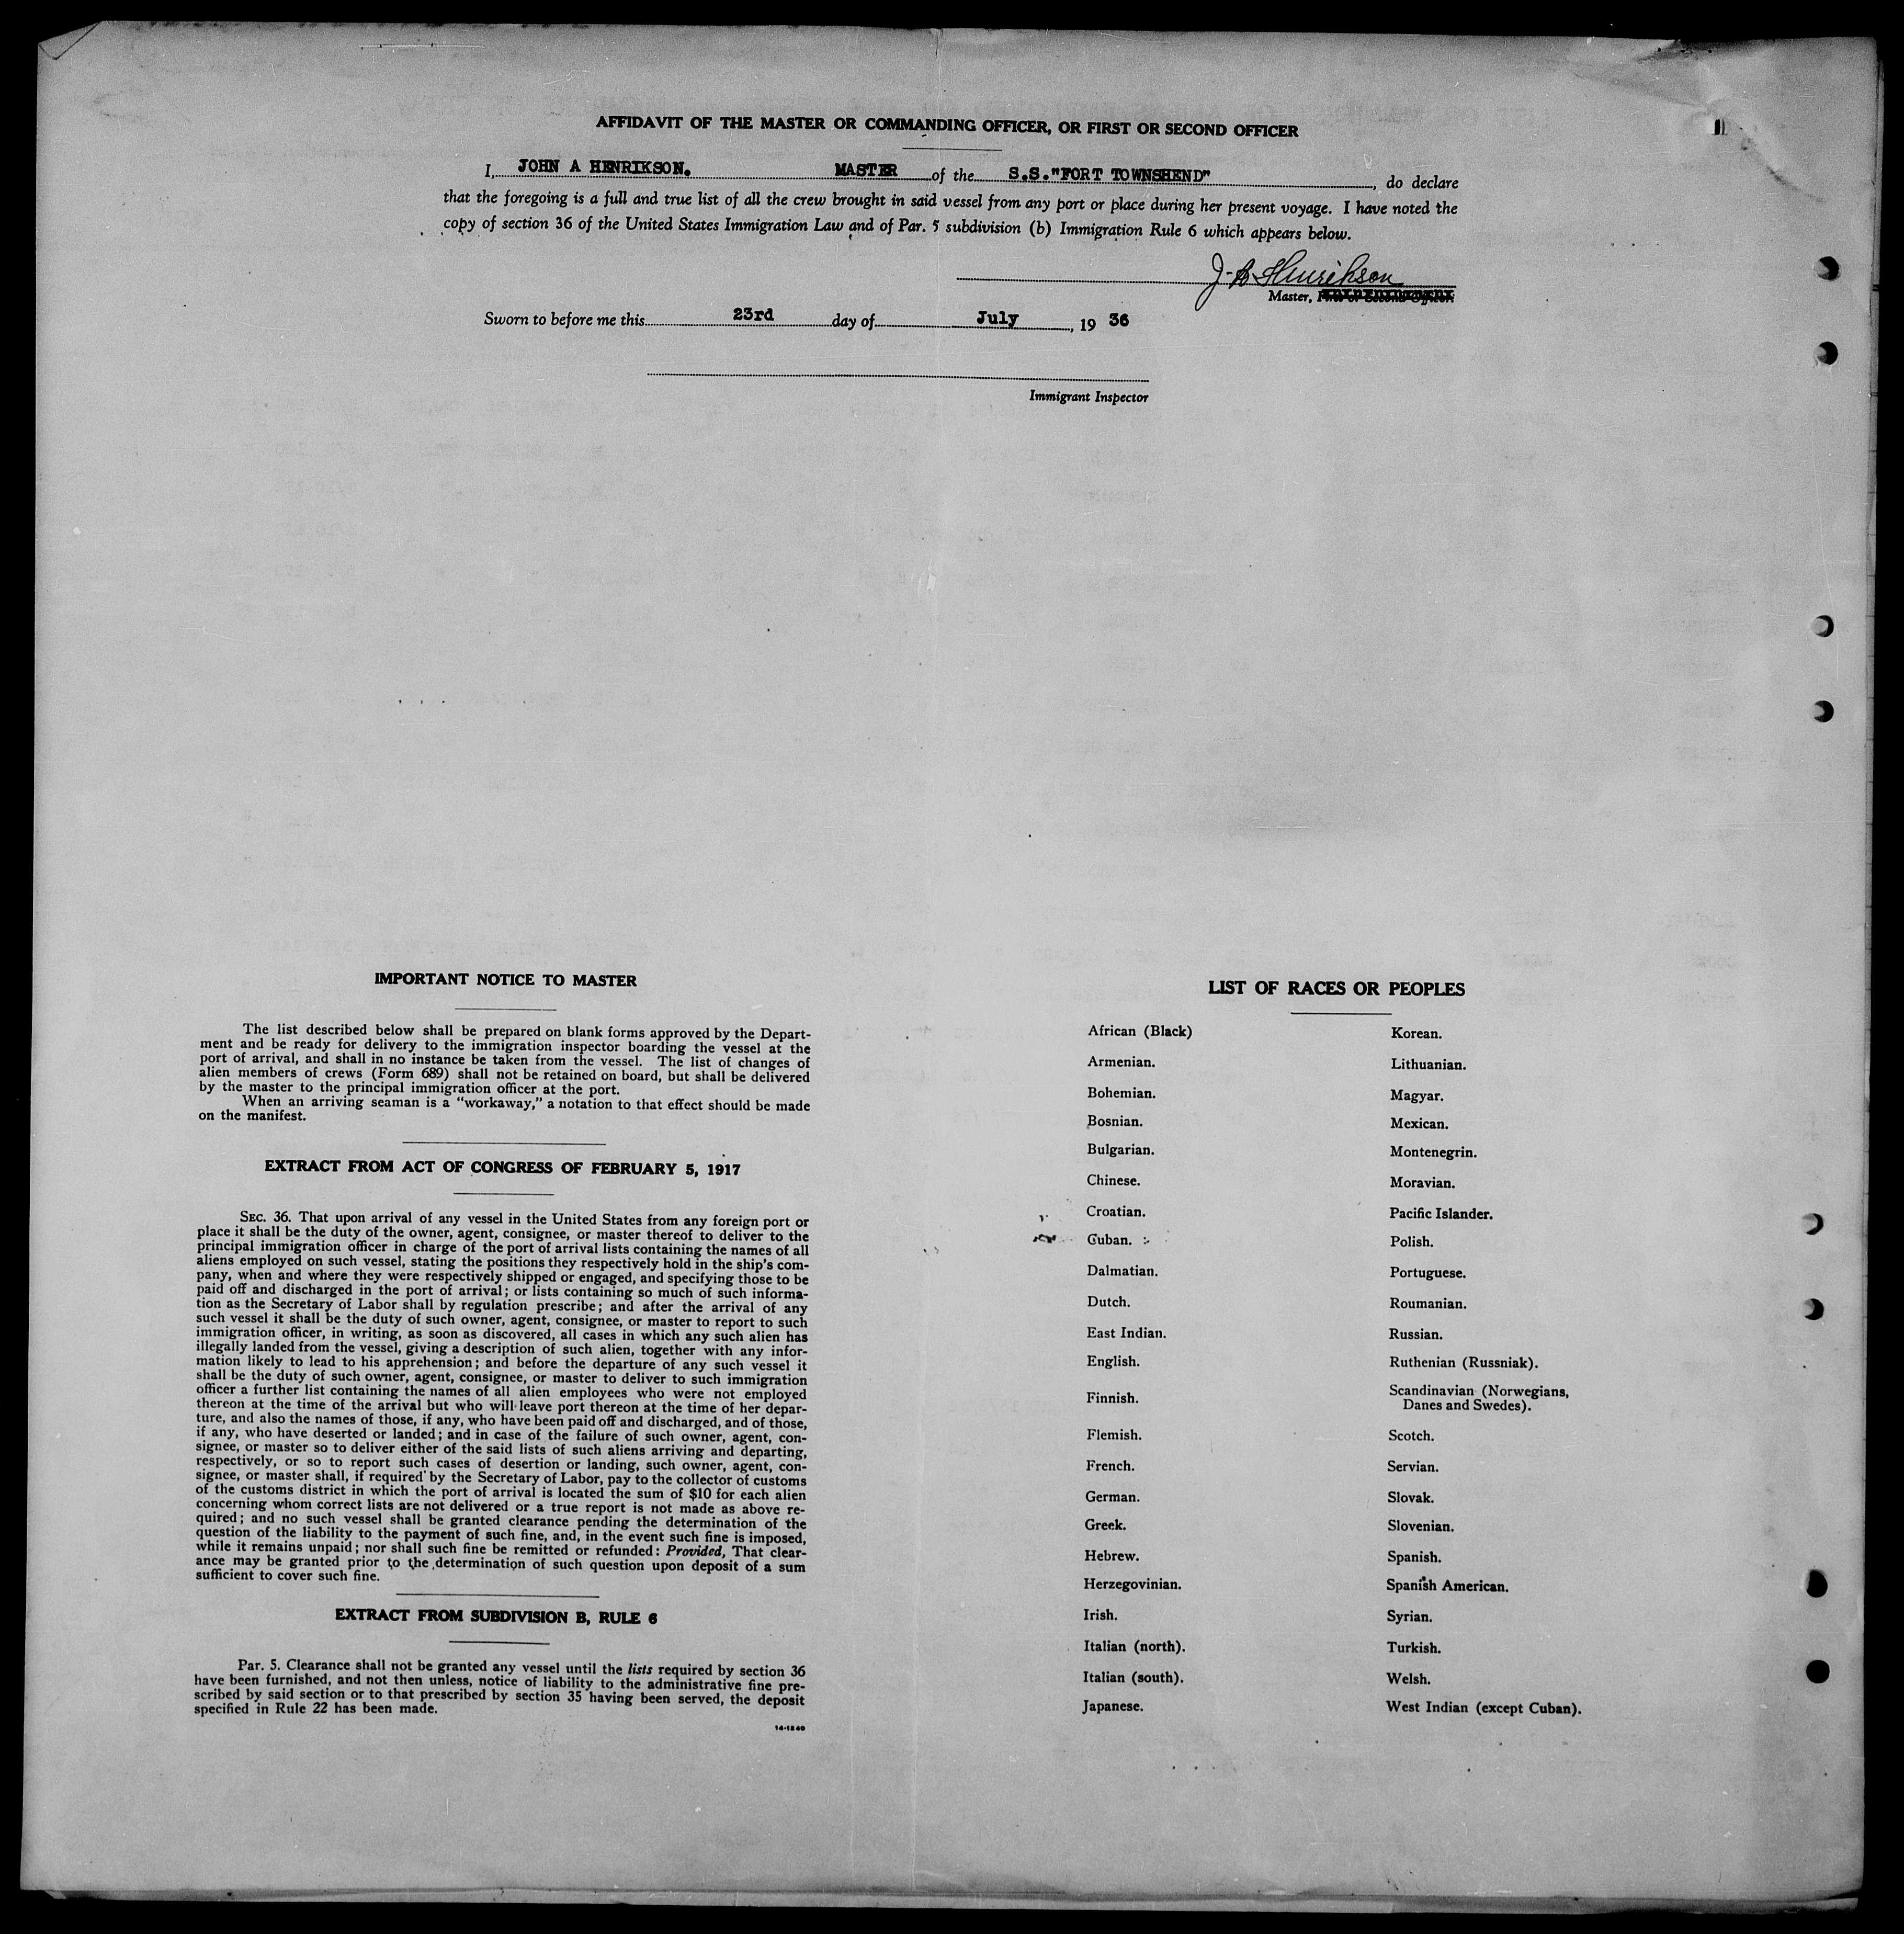 AFFIDAVIT OF THE MASTER OR COMMANDING OFFICER, OR FIRST OR SECOND OFFICER
I, JOHN A HENRIKSON. MASTER of the S.S."FORT TOWNSHEND", do declare
that the foregoing is a full and true list of all the crew brought in said vessel from any port or place during her present voyage. I have noted the
copy of section 36 of the United States Immigration Law and of Par. 5 subdivision (b) Immigration Rule 6 which appears below.
J. A Henrikson
Master, First or Second Officer.
Sworn to before me this 23rd day of July, 19 36
Immigrant Inspector
IMPORTANT NOTICE TO MASTER
The list described below shall be prepared on blank forms approved by the Depart-
ment and be ready for delivery to the immigration inspector boarding the vessel at the
port of arrival, and shall in no instance be taken from the vessel. The list of changes of
alien members of crews (Form 689) shall not be retained on board, but shall be delivered
by the master to the principal immigration officer at the port.
When an arriving seaman is a "workaway," a notation to that effect should be made
on the manifest.
EXTRACT FROM ACT OF CONGRESS OF FEBRUARY 5, 1917
SEC. 36. That upon arrival of any vessel in the United States from any foreign port or
place it shall be the duty of the owner, agent, consignee, or master thereof to deliver to the
principal immigration officer in charge of the port of arrival lists containing the names of all
aliens employed on such vessel, stating the positions they respectively hold in the ship's com-
pany, when and where they were respectively shipped or engaged, and specifying those to be
paid off and discharged in the port of arrival; or lists containing so much of such informa-
tion as the Secretary of Labor shall by regulation prescribe; and after the arrival of any
such vessel it shall be the duty of such owner, agent, consignee, or master to report to such
immigration officer, in writing, as soon as discovered, all cases in which any such alien has
illegally landed from the vessel, giving a description of such alien, together with any infor-
mation likely to lead to his apprehension; and before the departure of any such vessel it
shall be the duty of such owner, agent, consignee, or master to deliver to such immigration
officer a further list containing the names of all alien employees who were not employed
thereon at the time of the arrival but who will leave port thereon at the time of her depar-
ture, and also the names of those, if any, who have been paid off and discharged, and of those,
if any, who have deserted or landed; and in case of the failure of such owner, agent, con-
signee, or master so to deliver either of the said lists of such aliens arriving and departing,
respectively, or so to report such cases of desertion or landing, such owner, agent, con-
signee, or master shall, if required by the Secretary of Labor, pay to the collector of customs
of the customs district in which the port of arrival is located the sum of $10 for each alien
concerning whom correct lists are not delivered or a true report is not made as above re-
quired; and no such vessel shall be granted clearance pending the determination of the
question of the liability to the payment of such fine, and, in the event such fine is imposed,
while it remains unpaid; nor shall such fine be remitted or refunded: Provided, That clear-
ance may be granted prior to the determination of such question upon deposit of a sum
sufficient to cover such fine.
EXTRACT FROM SUBDIVISION B, RULE 6
Par. 5. Clearance shall not be granted any vessel until the lists required by section 36
have been furnished, and not then unless, notice of liability to the administrative fine pre-
scribed by said section or to that prescribed by section 35 having been served, the deposit
specified in Rule 22 has been made.
14-1240
LIST OF RACES OR PEOPLES
African (Black)
Armenian.
Bohemian.
Bosnian.
Bulgarian.
Chinese.
Croatian.
Cuban.
Dalmatian.
Dutch.
East Indian.
English.
Finnish.
Flemish.
French.
German.
Greek.
Hebrew.
Herzegovinian.
Irish.
Italian (north).
Italian (south).
Japanese.
Korean.
Lithuanian.
Magyar.
Mexican.
Montenegrin.
Moravian.
Pacific Islander.
Polish.
Portuguese.
Roumanian.
Russian.
Ruthenian (Russniak).
Scandinavian (Norwegians,
Danes and Swedes).
Scotch.
Servian.
Slovak.
Slovenian.
Spanish.
Spanish American.
Syrian.
Turkish.
Welsh.
West Indian (except Cuban).